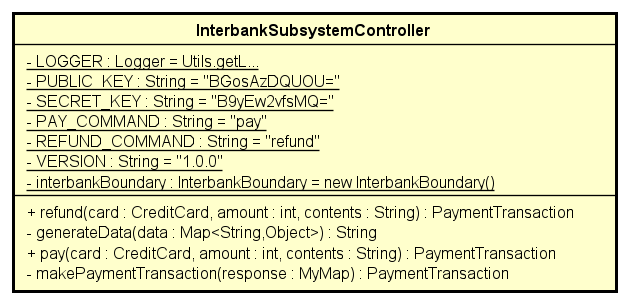 InterbankSubsystemController
- LOGGER : Logger = Utils.getL...
- PUBLIC_KEY : String = "BGosAzDQUOU="
- SECRET_KEY : String = "B9yEw2vfsMQ="
- PAY_COMMAND : String = "pay"
- REFUND_COMMAND : String = "refund"
- VERSION : String = "1.0.0"
- interbankBoundary : InterbankBoundary = new InterbankBoundary()
+ refund(card : CreditCard, amount : int, contents : String) : PaymentTransaction
- generateData(data : Map<String,Object>) : String
+ pay(card : CreditCard, amount : int, contents : String) : PaymentTransaction
- makePaymentTransaction(response : MyMap) : PaymentTransaction